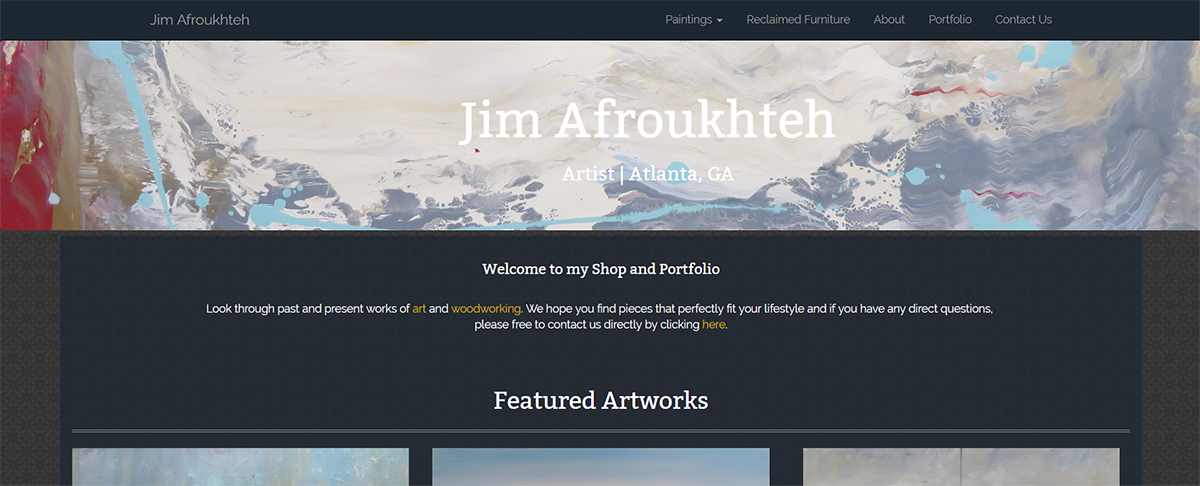 Jim Afroukhteh
Paintings Reclaimed Furniture About Portfolio Contact Us
Jim Afroukhteh
Artist | Atlanta, GA
Welcome to my Shop and Portfolio
Look through past and present works of art and woodworking. We hope you find pieces that perfectly fit your lifestyle and if you have any direct questions,
please free to contact us directly by clicking here.
Featured Artworks